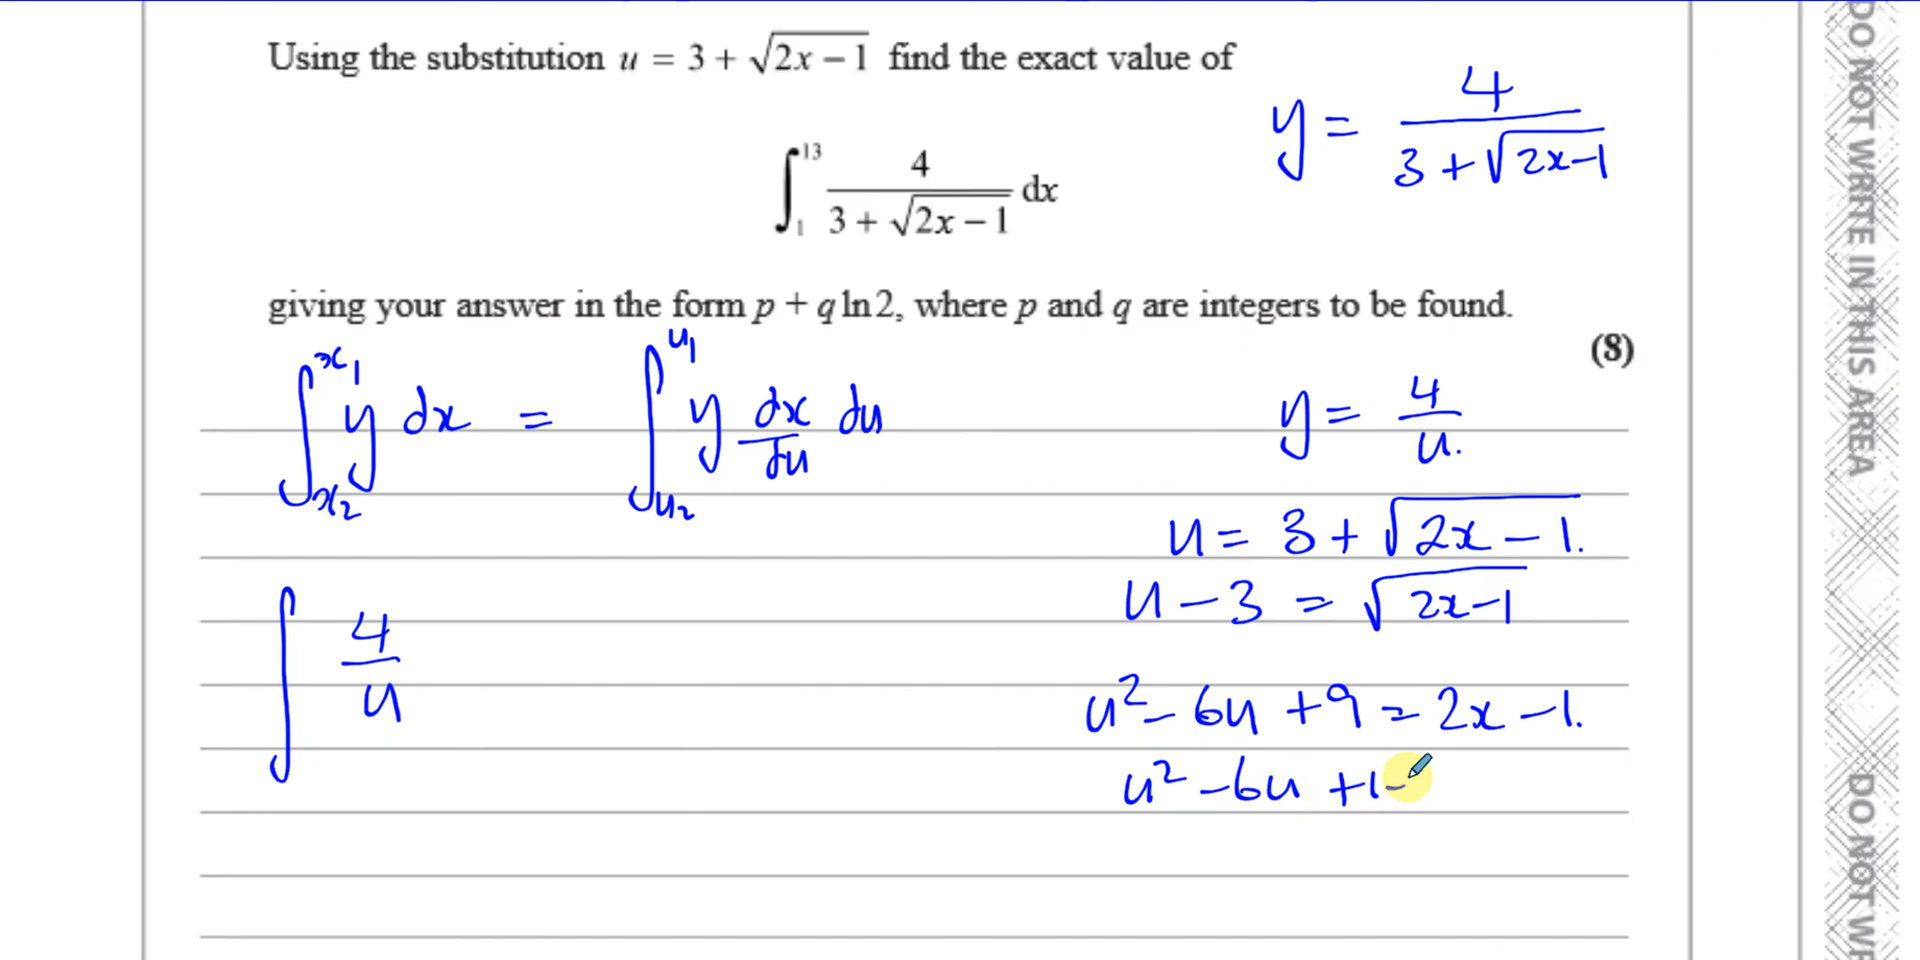 Using the substitution u = 3 + √(2x − 1) find the exact value of
∫₁¹³ 4/(3 + √(2x − 1)) dx
y = 4/(3 + √(2x−1))
giving your answer in the form p + q ln2, where p and q are integers to be found.
(8)
∫_{x₂}^{x₁} y dx = ∫_{u₂}^{u₁} y dx/du du
y = 4/u.
u = 3 + √(2x − 1).
u − 3 = √(2x−1)
∫ 4/u
u² − 6u + 9 = 2x − 1.
u² − 6u + 1
DO NOT WRITE IN THIS AREA
DO NOT WR